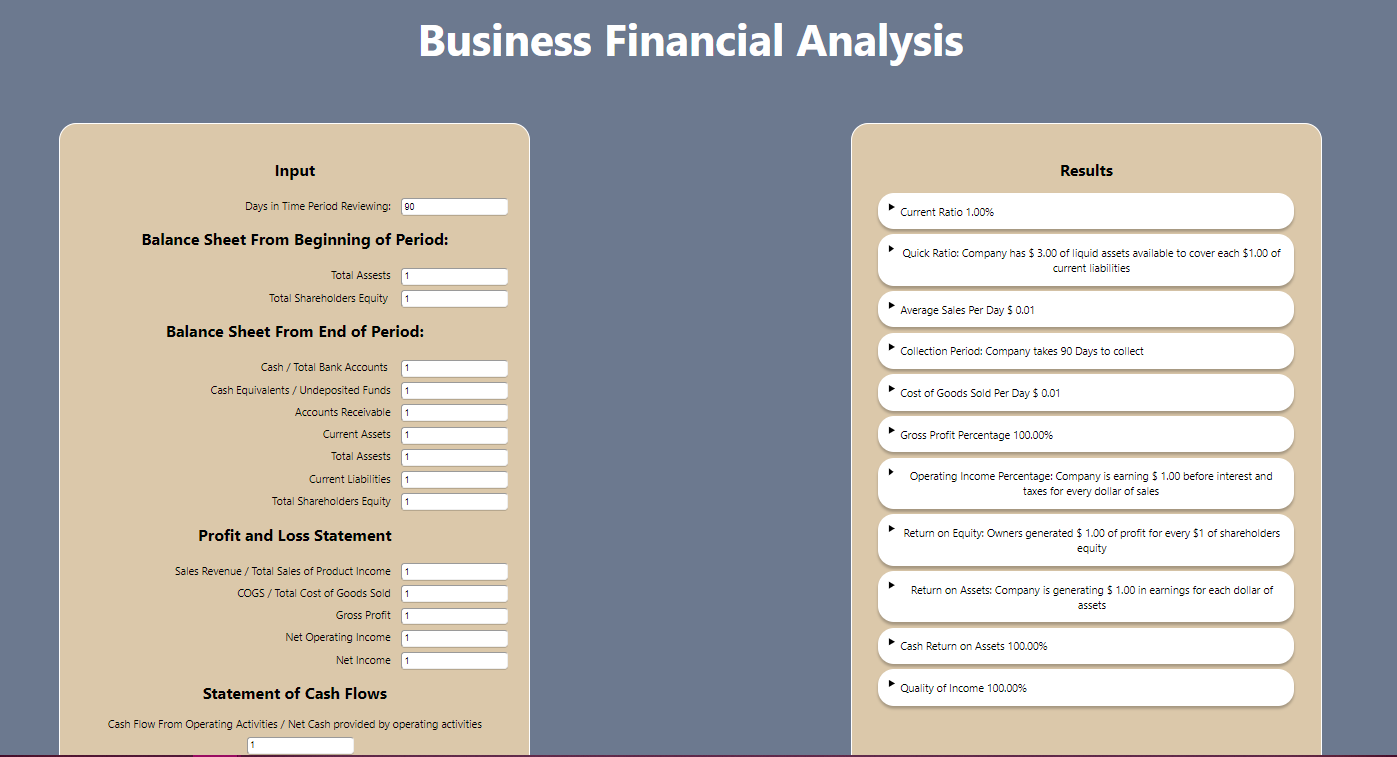 Business Financial Analysis
Input
Days in Time Period Reviewing: 90
Balance Sheet From Beginning of Period:
Total Assests 1
Total Shareholders Equity 1
Balance Sheet From End of Period:
Cash / Total Bank Accounts 1
Cash Equivalents / Undeposited Funds 1
Accounts Receivable 1
Current Assets 1
Total Assests 1
Current Liabilities 1
Total Shareholders Equity 1
Profit and Loss Statement
Sales Revenue / Total Sales of Product Income 1
COGS / Total Cost of Goods Sold 1
Gross Profit 1
Net Operating Income 1
Net Income 1
Statement of Cash Flows
Cash Flow From Operating Activities / Net Cash provided by operating activities
1
Results
Current Ratio 1.00%
Quick Ratio: Company has $ 3.00 of liquid assets available to cover each $1.00 of
current liabilities
Average Sales Per Day $ 0.01
Collection Period: Company takes 90 Days to collect
Cost of Goods Sold Per Day $ 0.01
Gross Profit Percentage 100.00%
Operating Income Percentage: Company is earning $ 1.00 before interest and
taxes for every dollar of sales
Return on Equity: Owners generated $ 1.00 of profit for every $1 of shareholders
equity
Return on Assets: Company is generating $ 1.00 in earnings for each dollar of
assets
Cash Return on Assets 100.00%
Quality of Income 100.00%